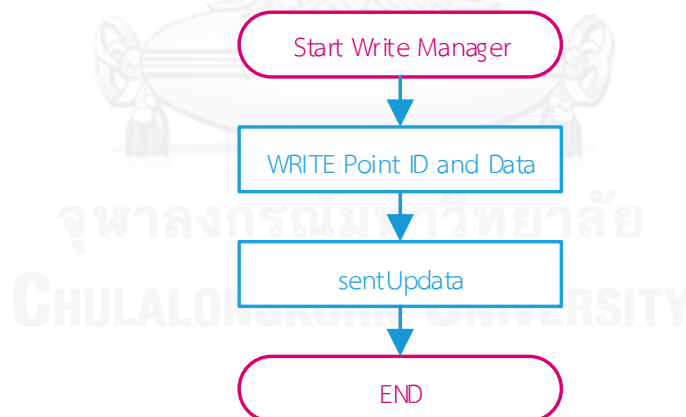 Start Write Manager
WRITE Point ID and Data
จุฬาลงกรณ์มหาวิทยาลัย
sentUpdata
CHULALONGKORN UNIVERSITY
END